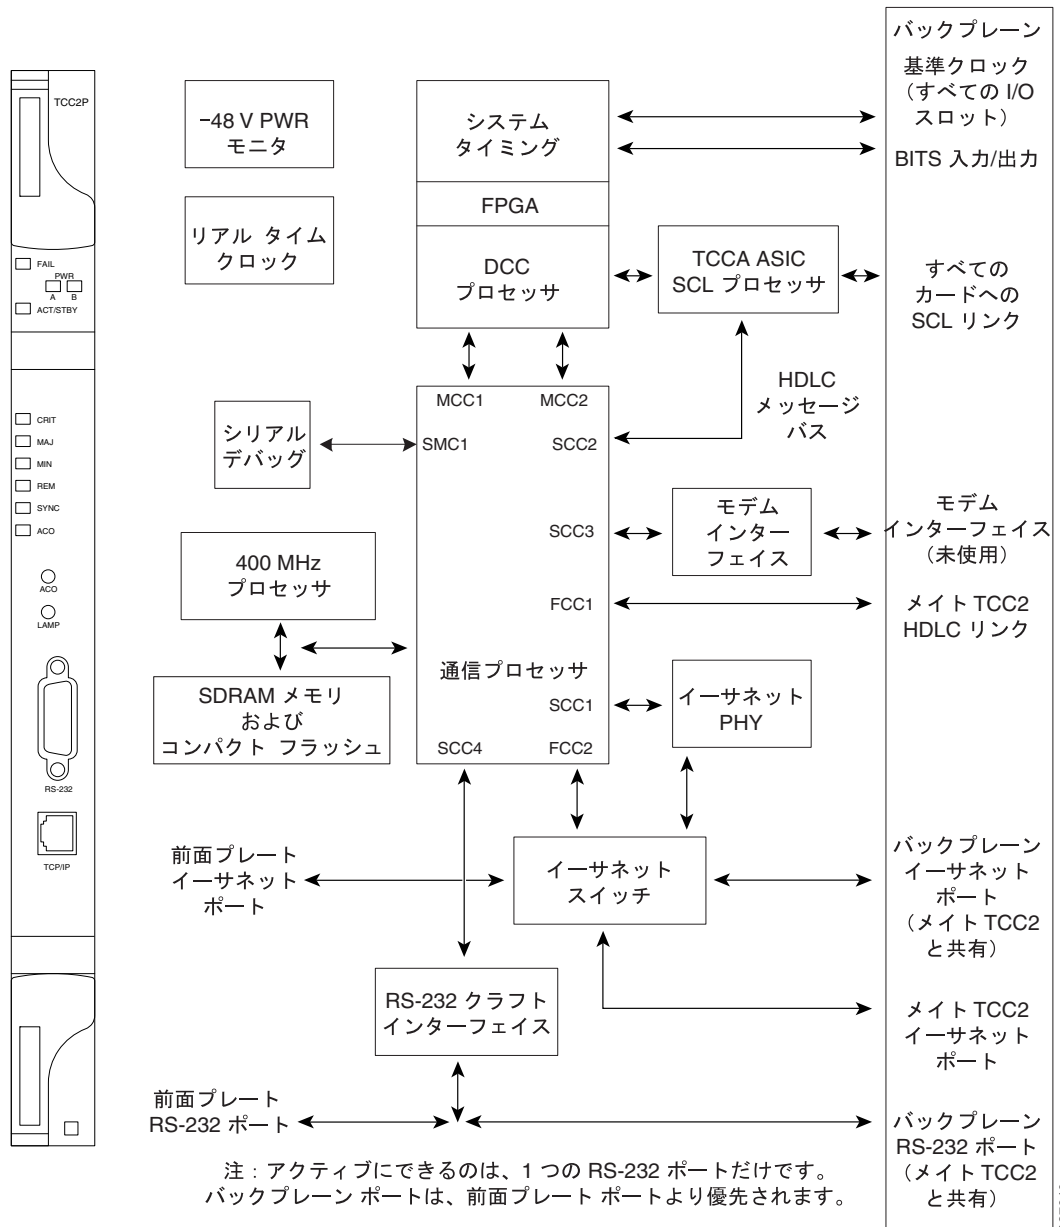 TCC2P
FAIL
PWR
A B
ACT/STBY
CRIT
MAJ
MIN
REM
SYNC
ACO
ACO
LAMP
RS-232
TCP/IP
−48 V PWR
モニタ
リアル タイム
クロック
システム
タイミング
FPGA
DCC
プロセッサ
TCCA ASIC
SCL プロセッサ
HDLC
メッセージ
バス
シリアル
デバッグ
MCC1
MCC2
SMC1
SCC2
SCC3
FCC1
通信プロセッサ
SCC1
SCC4
FCC2
モデム
インター
フェイス
400 MHz
プロセッサ
SDRAM メモリ
および
コンパクト フラッシュ
イーサネット
PHY
前面プレート
イーサネット
ポート
イーサネット
スイッチ
RS-232 クラフト
インターフェイス
前面プレート
RS-232 ポート
バックプレーン
基準クロック
(すべての I/O
スロット)
BITS 入力/出力
すべての
カードへの
SCL リンク
モデム
インターフェイス
(未使用)
メイト TCC2
HDLC リンク
バックプレーン
イーサネット
ポート
(メイト TCC2
と共有)
メイト TCC2
イーサネット
ポート
バックプレーン
RS-232 ポート
(メイト TCC2
と共有)
注：アクティブにできるのは、1 つの RS-232 ポートだけです。
バックプレーン ポートは、前面プレート ポートより優先されます。